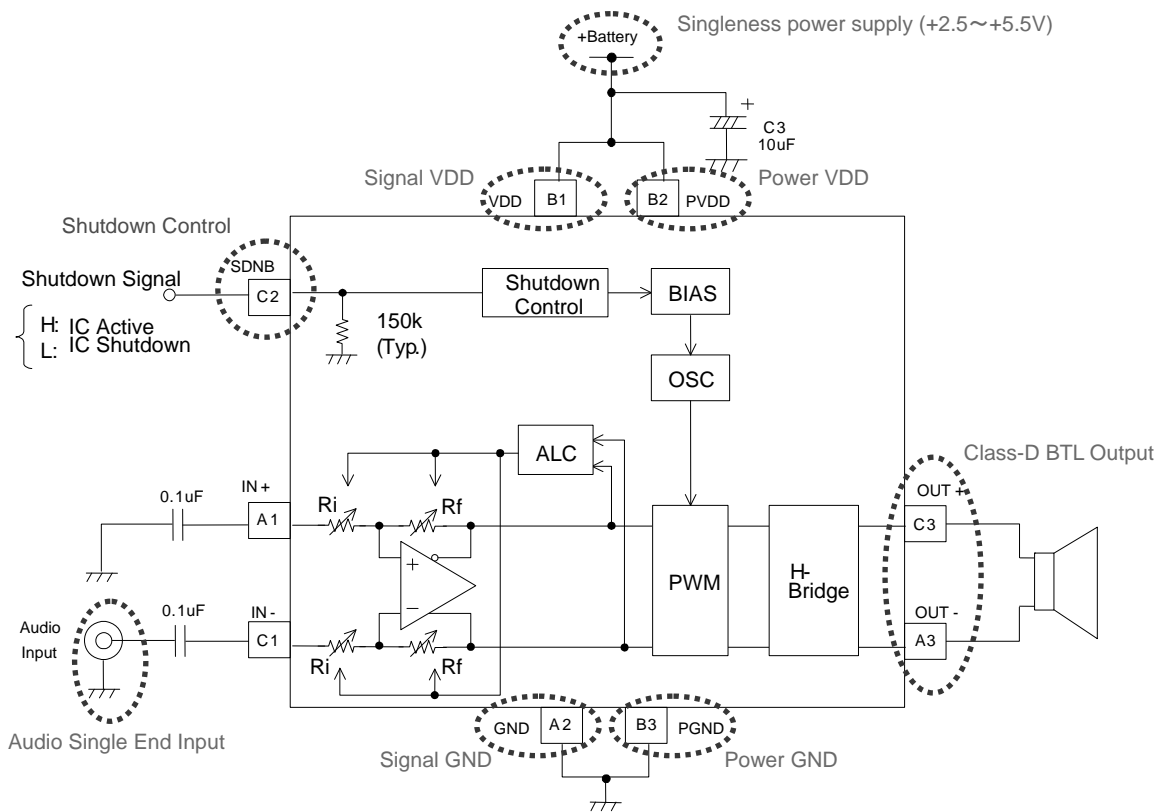 Singleness power supply (+2.5～+5.5V)
+Battery
+
C3
10uF
Signal VDD
Power VDD
VDD
B1
B2
PVDD
Shutdown Control
SDNB
Shutdown Signal
C2
H: IC Active
L: IC Shutdown
150k
(Typ.)
Shutdown
Control
BIAS
OSC
ALC
Class-D BTL Output
0.1uF
IN +
A1
Ri
Rf
+
−
PWM
H-
Bridge
OUT +
C3
Audio
Input
0.1uF
IN -
C1
Ri
Rf
OUT -
A3
Audio Single End Input
GND
A2
B3
PGND
Signal GND
Power GND